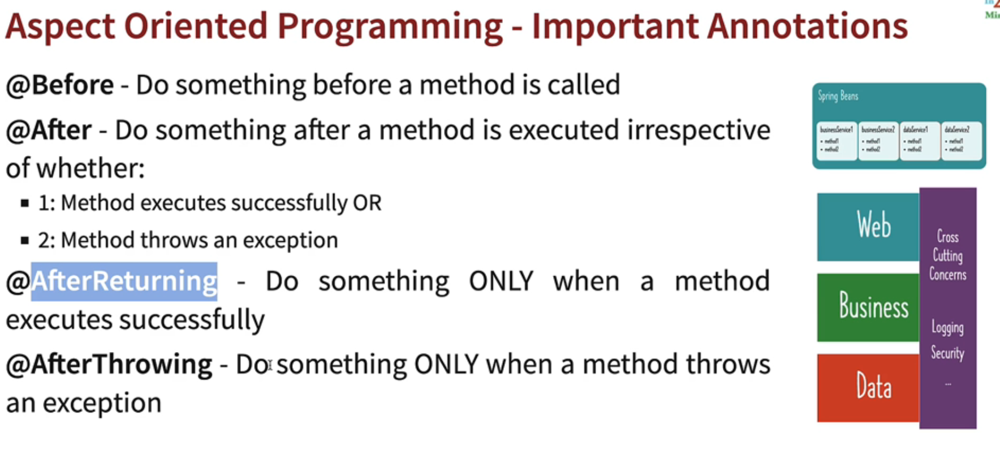 Aspect Oriented Programming - Important Annotations
In
Min
@Before - Do something before a method is called
@After - Do something after a method is executed irrespective
of whether:
▪ 1: Method executes successfully OR
▪ 2: Method throws an exception
@AfterReturning - Do something ONLY when a method
executes successfully
@AfterThrowing - Do something ONLY when a method throws
an exception
Spring Beans
businessService1
• method1
• method2
businessService2
• method1
• method2
dataService1
• method1
• method2
dataService2
• method1
• method2
Web
Business
Data
Cross
Cutting
Concerns
Logging
Security
...